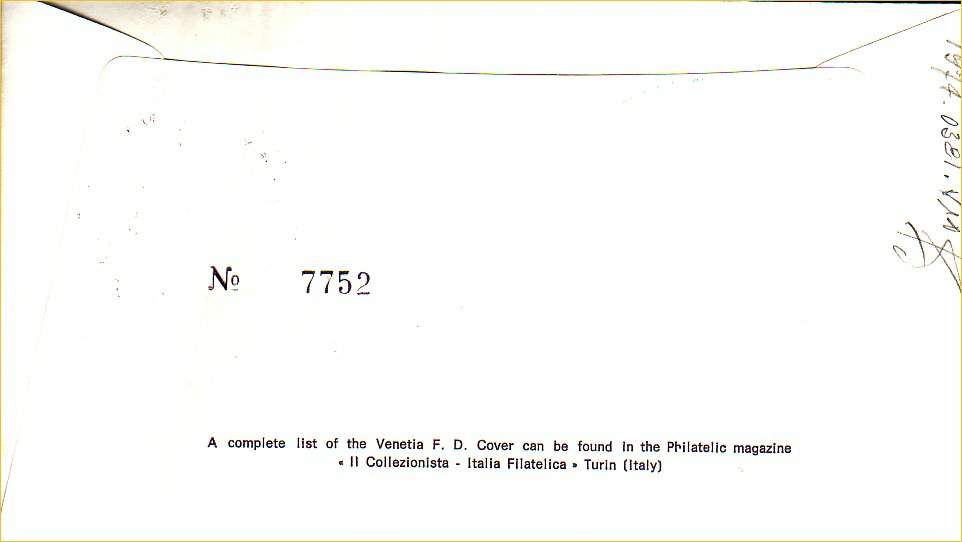 No 7752
A complete list of the Venetia F. D. Cover can be found in the Philatelic magazine
« Il Collezionista - Italia Filatelica » Turin (Italy)